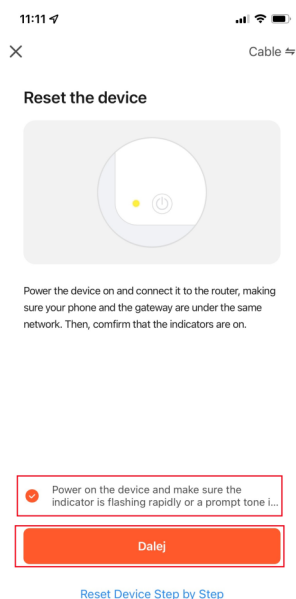 11:11
Cable
Reset the device
Power the device on and connect it to the router, making
sure your phone and the gateway are under the same
network. Then, comfirm that the indicators are on.
Power on the device and make sure the
indicator is flashing rapidly or a prompt tone i...
Dalej
Reset Device Step by Step